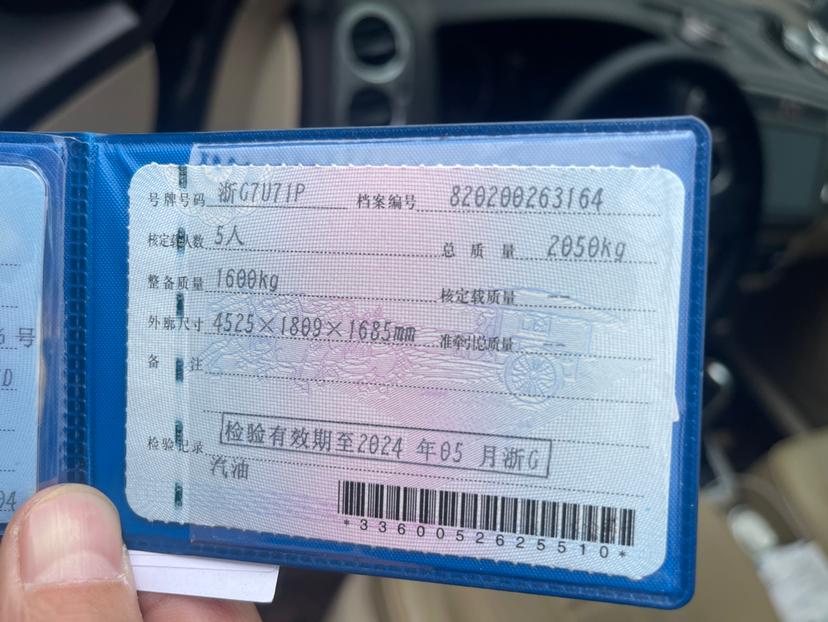 号牌号码 浙G7U71P 档案编号 820200263164
核定载人数 5人 总质量 2050kg
整备质量 1600kg 核定载质量 --
外廓尺寸 4525×1809×1685mm 准牵引总质量 --
备注
检验记录 检验有效期至2024年05月浙G
汽油
*3360052625510*
号